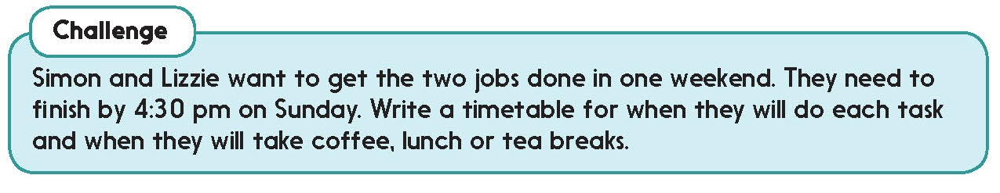 Challenge
Simon and Lizzie want to get the two jobs done in one weekend. They need to
finish by 4:30 pm on Sunday. Write a timetable for when they will do each task
and when they will take coffee, lunch or tea breaks.